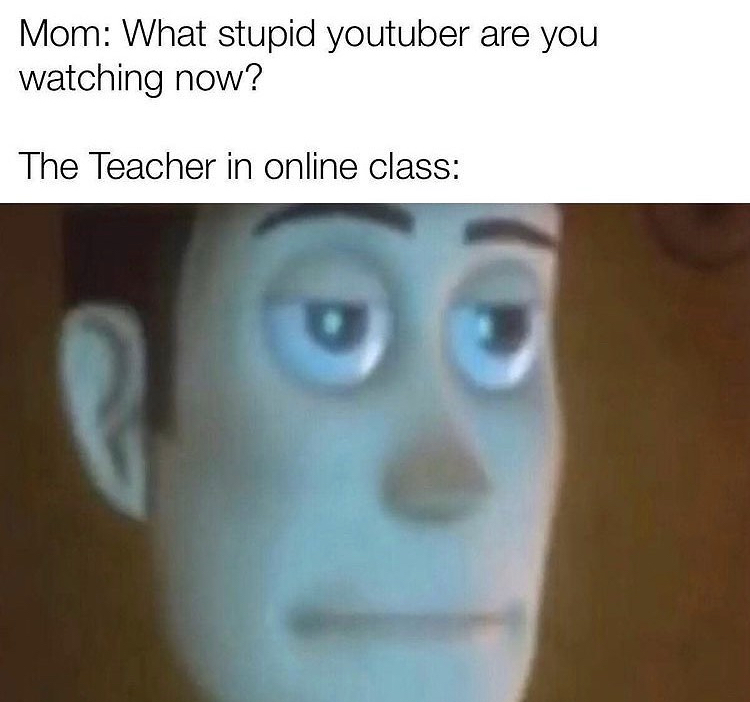 Mom: What stupid youtuber are you
watching now?
The Teacher in online class: